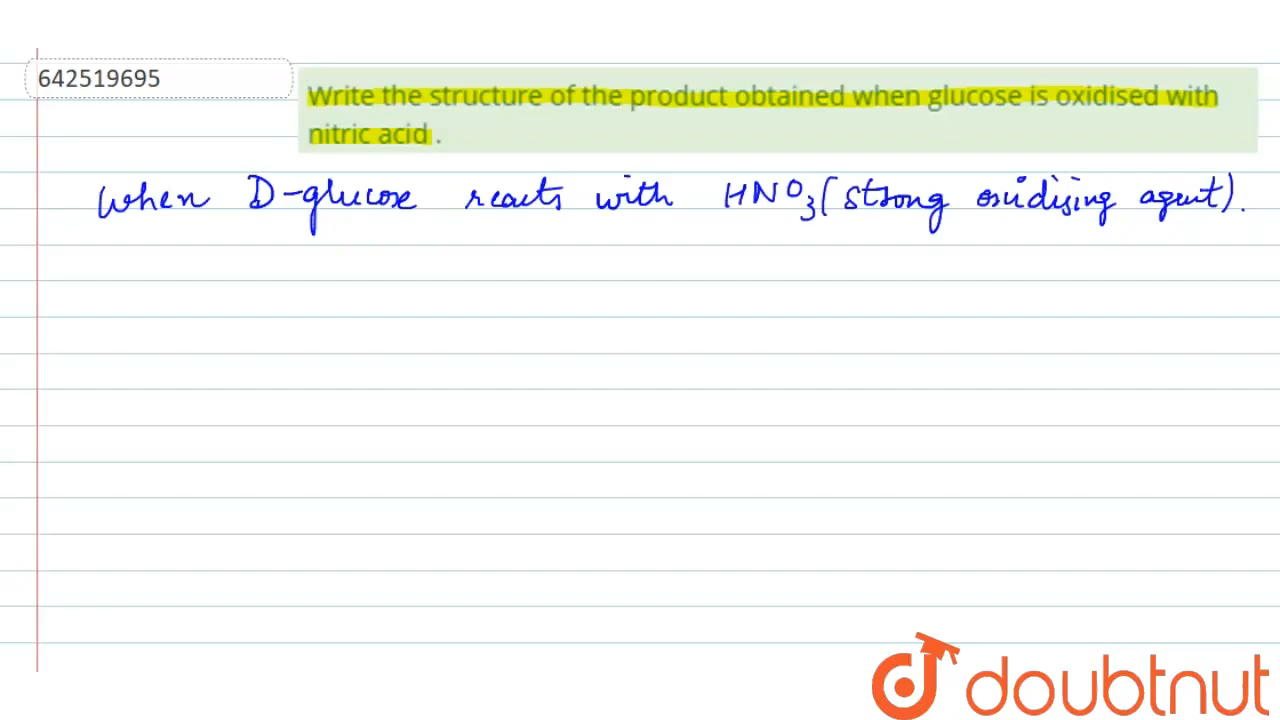 642519695
Write the structure of the product obtained when glucose is oxidised with
nitric acid .
When D-glucose reacts with HNO3 (strong oxidising agent).
doubtnut